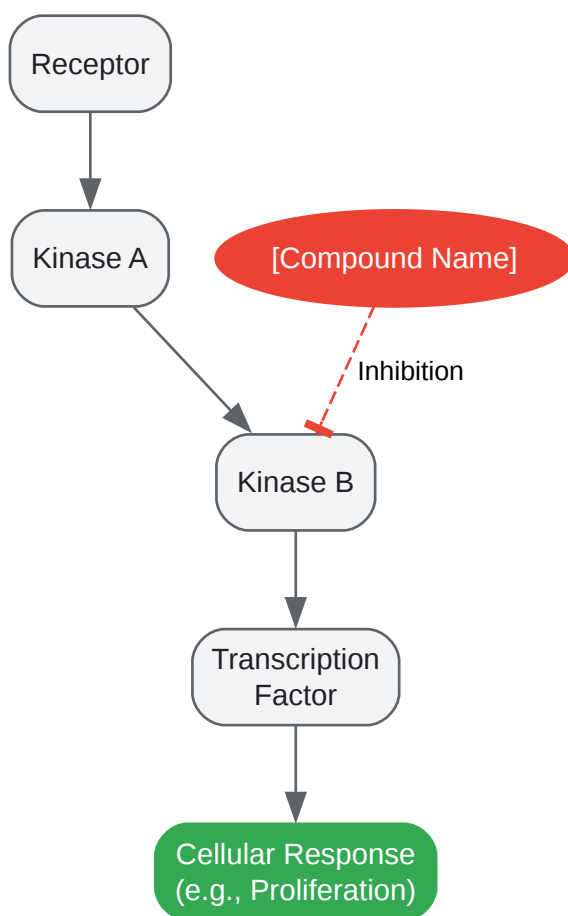 Receptor
Kinase A
[Compound Name]
Inhibition
Kinase B
Transcription
Factor
Cellular Response
(e.g., Proliferation)